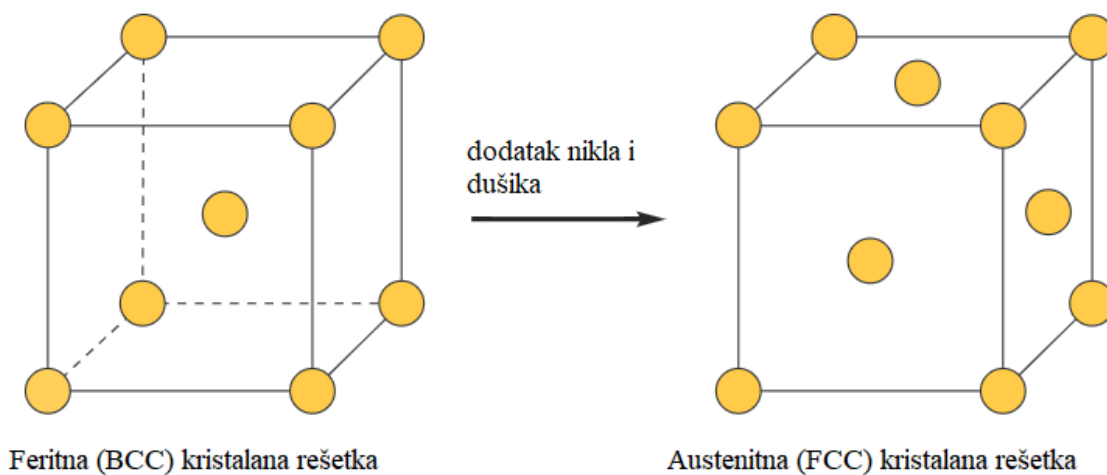 dodatak nikla i
dušika
Feritna (BCC) kristalana rešetka
Austenitna (FCC) kristalana rešetka